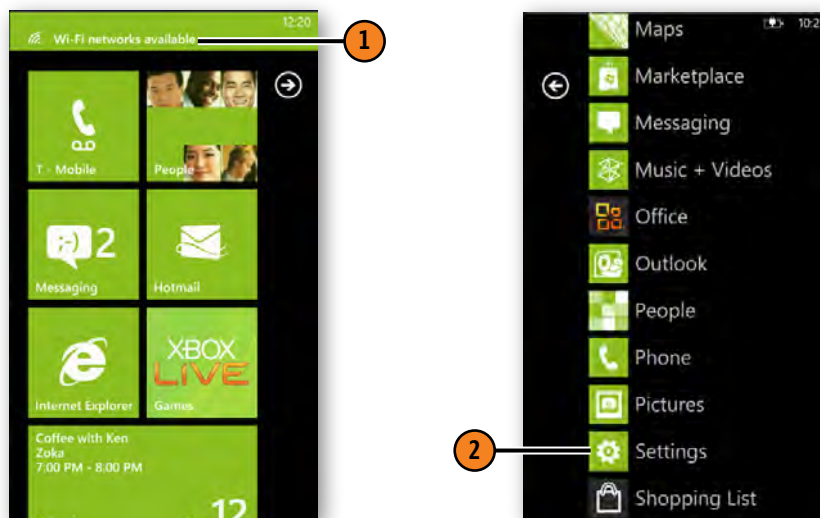 12:20
Wi-Fi networks available
1
T - Mobile
People
2
Messaging
Hotmail
XBOX
LIVE
Internet Explorer
Games
Coffee with Ken
Zoka
7:00 PM - 8:00 PM
12
10:2
Maps
Marketplace
Messaging
Music + Videos
Office
Outlook
People
Phone
Pictures
2
Settings
Shopping List